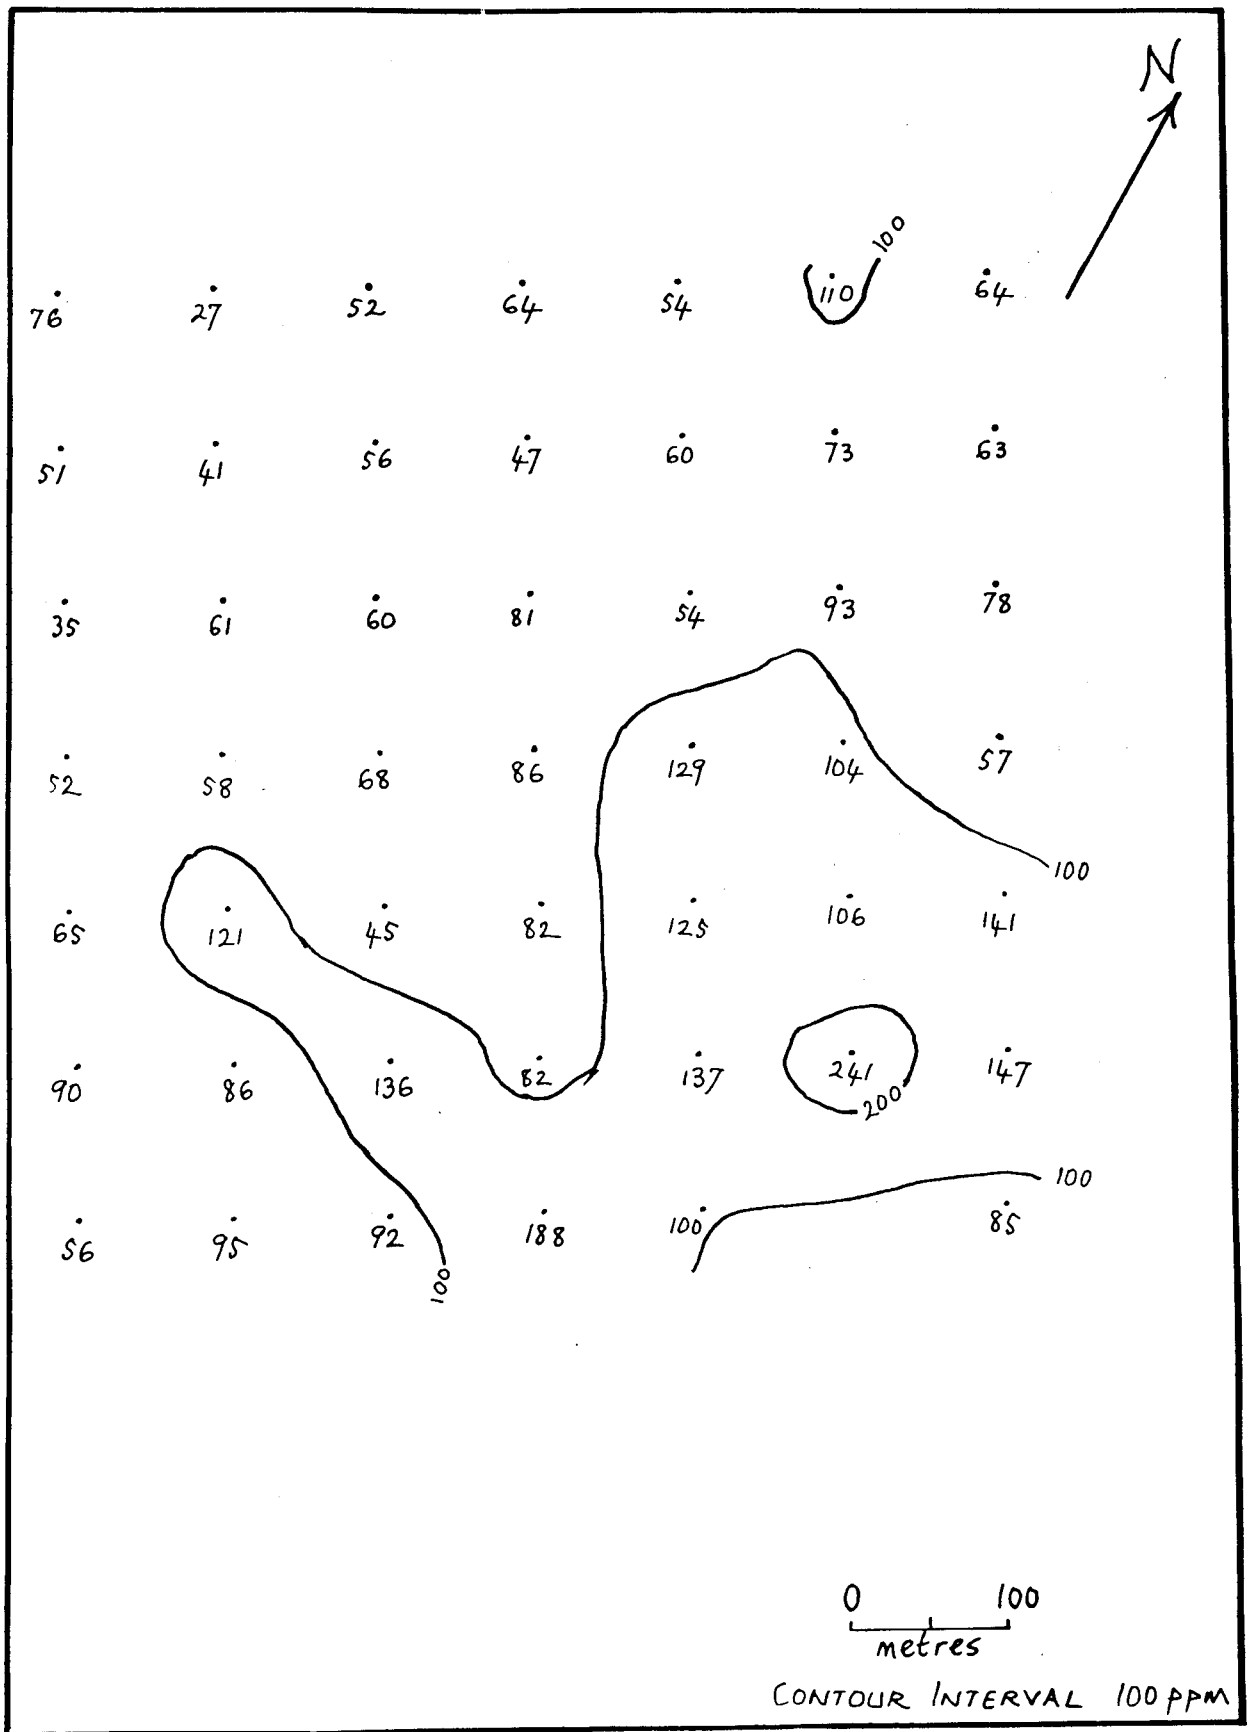 N
100
76 27 52 64 54 110 64
51 41 56 47 60 73 63
35 61 60 81 54 93 78
52 58 68 86 129 104 57
100
65 121 45 82 125 106 141
90 86 136 82 137 241 147
200
100
56 95 92 188 100 85
100
0 100
metres
CONTOUR INTERVAL 100 ppm